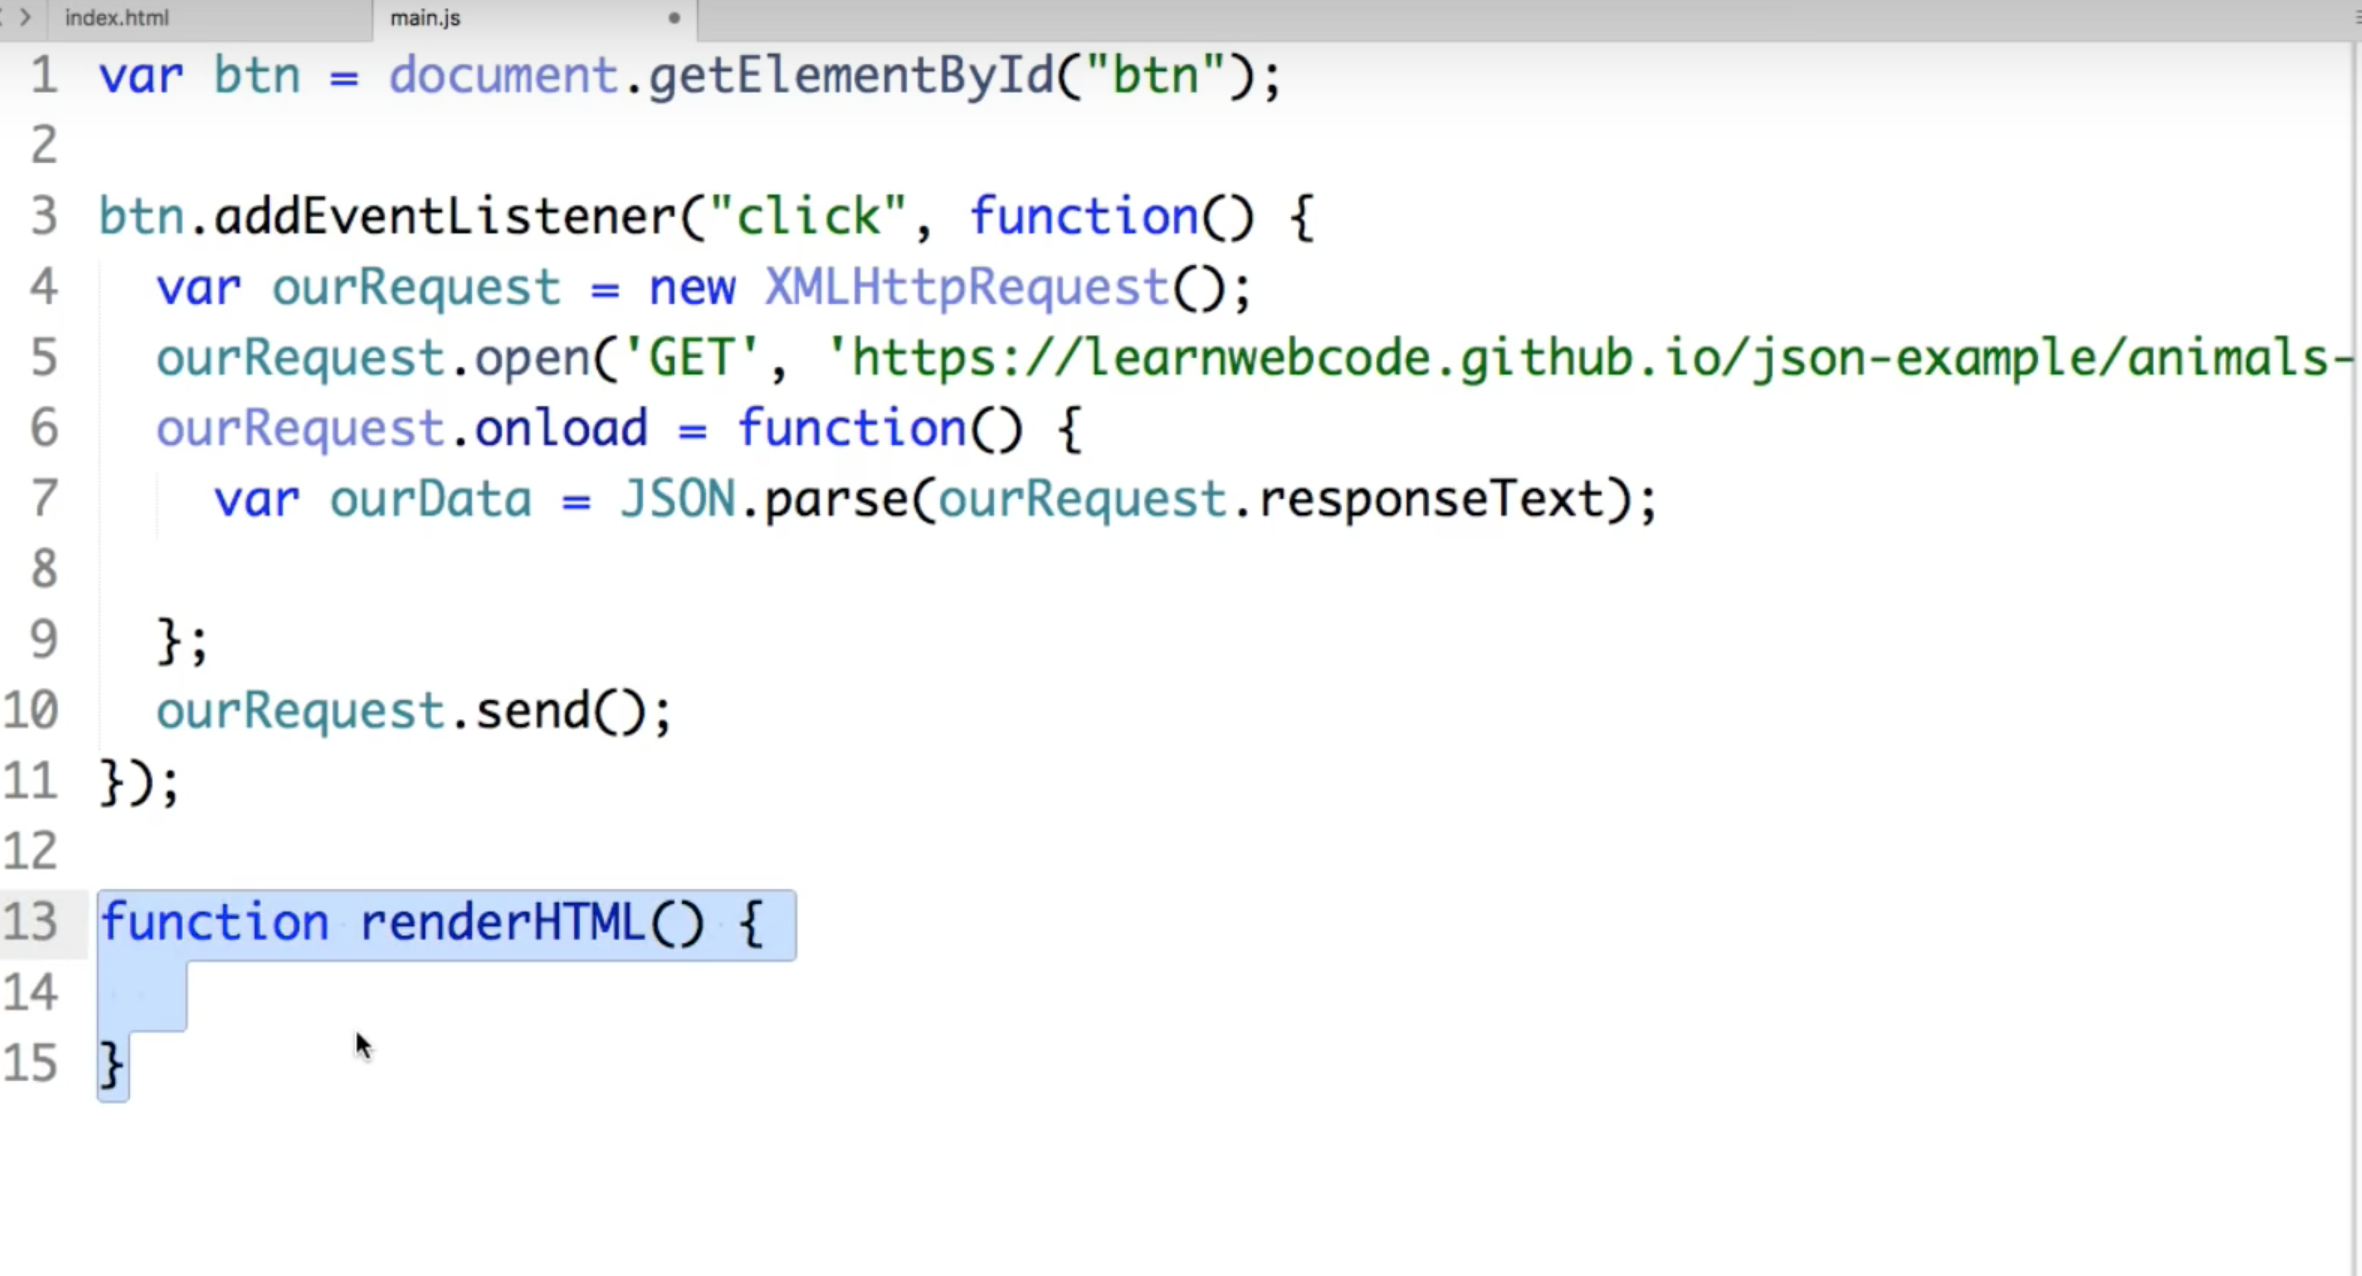 index.html main.js
1 var btn = document.getElementById("btn");
2
3 btn.addEventListener("click", function() {
4 var ourRequest = new XMLHttpRequest();
5 ourRequest.open('GET', 'https://learnwebcode.github.io/json-example/animals-
6 ourRequest.onload = function() {
7 var ourData = JSON.parse(ourRequest.responseText);
8
9 };
10 ourRequest.send();
11 });
12
13 function renderHTML() {
14
15 }